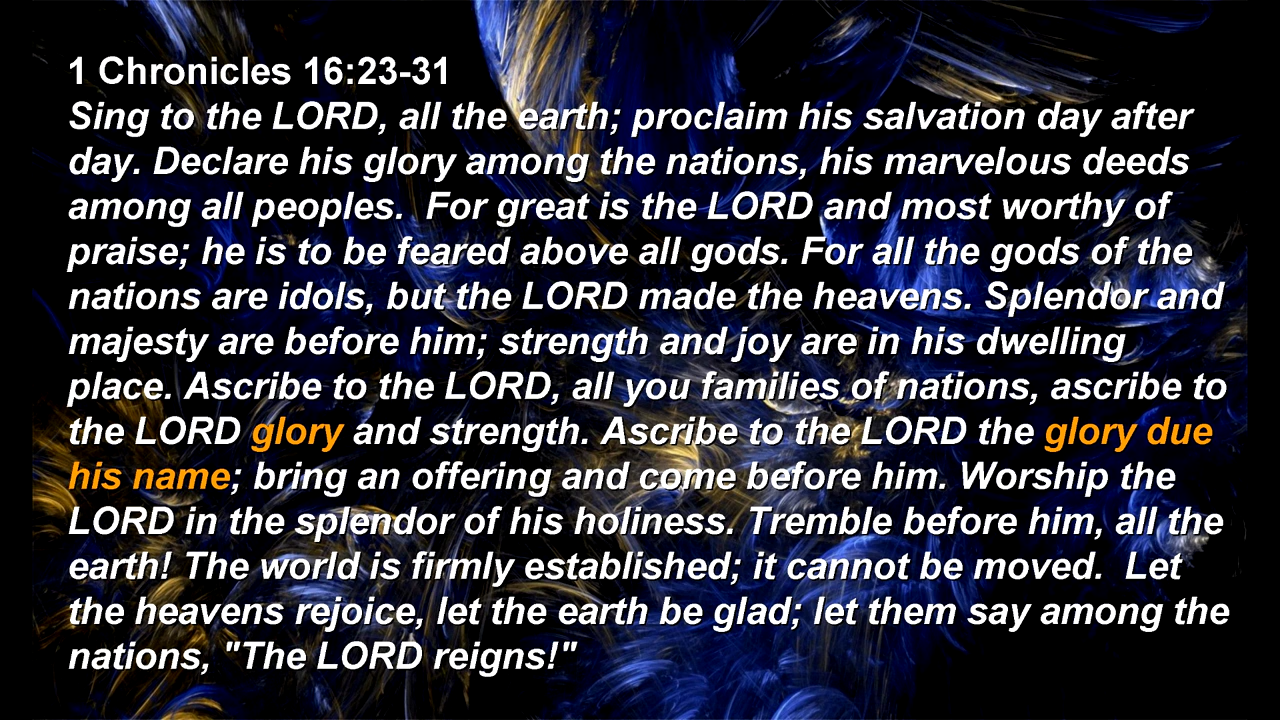 1 Chronicles 16:23-31
Sing to the LORD, all the earth; proclaim his salvation day after
day. Declare his glory among the nations, his marvelous deeds
among all peoples.  For great is the LORD and most worthy of
praise; he is to be feared above all gods. For all the gods of the
nations are idols, but the LORD made the heavens. Splendor and
majesty are before him; strength and joy are in his dwelling
place. Ascribe to the LORD, all you families of nations, ascribe to
the LORD glory and strength. Ascribe to the LORD the glory due
his name; bring an offering and come before him. Worship the
LORD in the splendor of his holiness. Tremble before him, all the
earth! The world is firmly established; it cannot be moved.  Let
the heavens rejoice, let the earth be glad; let them say among the
nations, "The LORD reigns!"